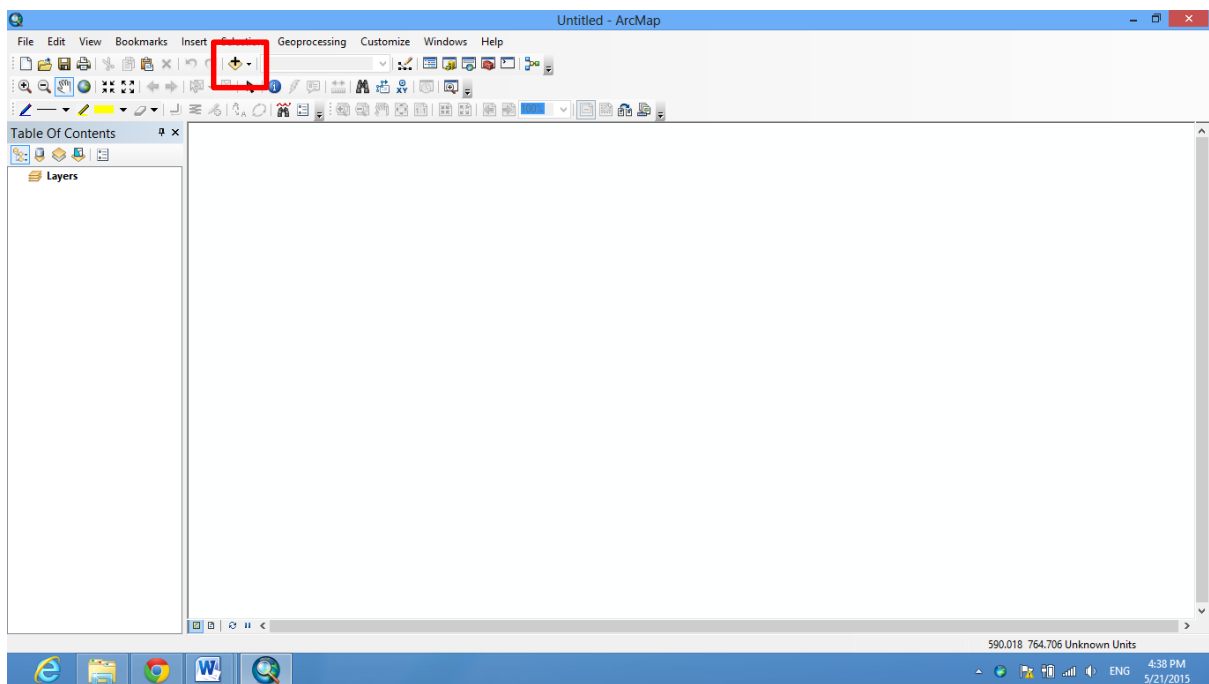 Untitled - ArcMap
File Edit View Bookmarks Insert Selection Geoprocessing Customize Windows Help
100%
Table Of Contents
Layers
590.018 764.706 Unknown Units
ENG
4:38 PM
5/21/2015